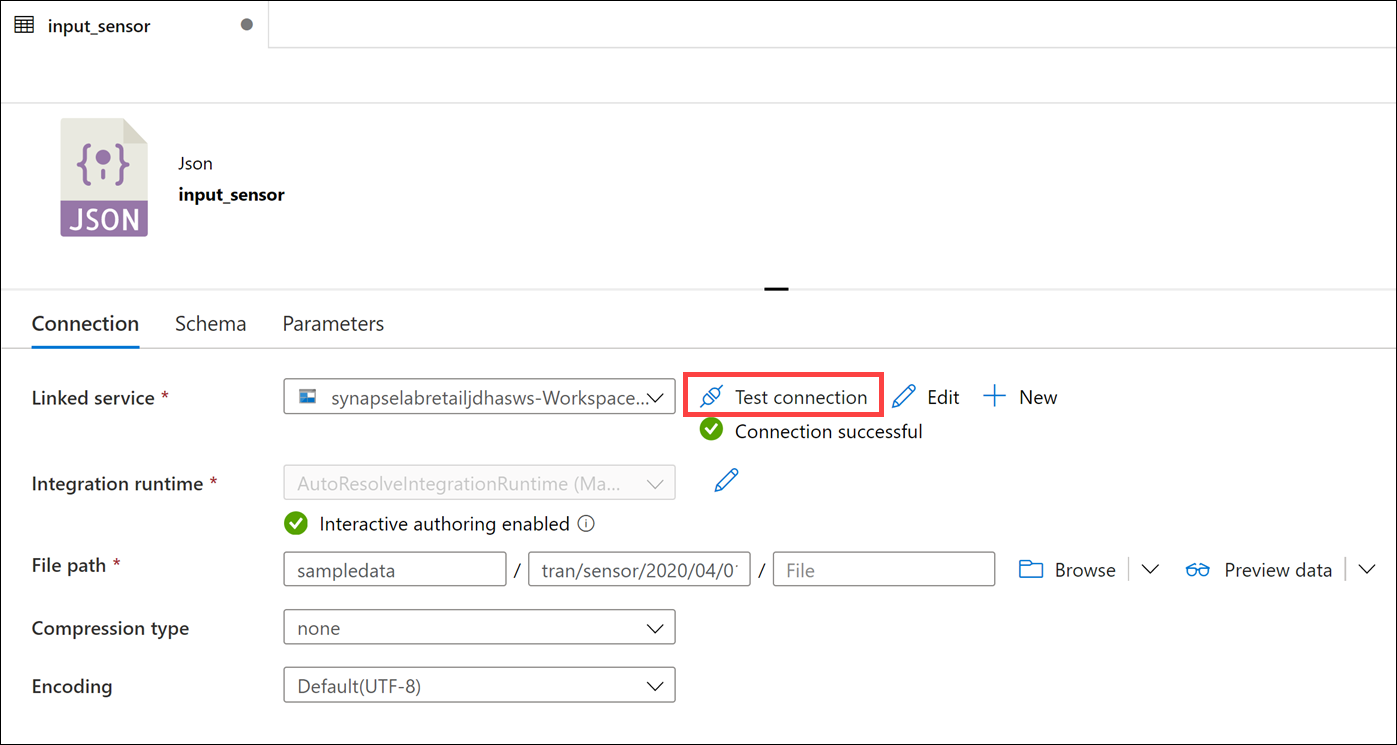 input_sensor
JSON
Json
input_sensor
Connection Schema Parameters
Linked service * synapselabretailjdhasws-Workspace... Test connection Edit New
Connection successful
Integration runtime * AutoResolveIntegrationRuntime (Ma...
Interactive authoring enabled
File path * sampledata / tran/sensor/2020/04/0 / File Browse Preview data
Compression type none
Encoding Default(UTF-8)